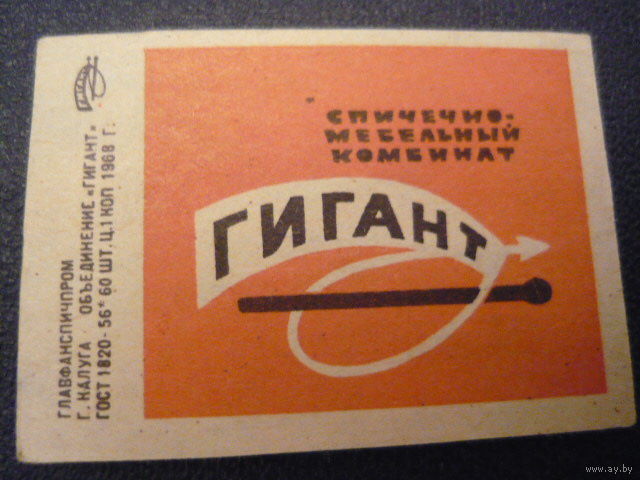 СПИЧЕЧНО-
МЕБЕЛЬНЫЙ
КОМБИНАТ
ГИГАНТ
ГЛАВФАНСПИЧПРОМ
Г. КАЛУГА ОБЪЕДИНЕНИЕ «ГИГАНТ»
ГОСТ 1820-56* 60 ШТ. Ц. 1 КОП 1968 Г.
www.ay.by